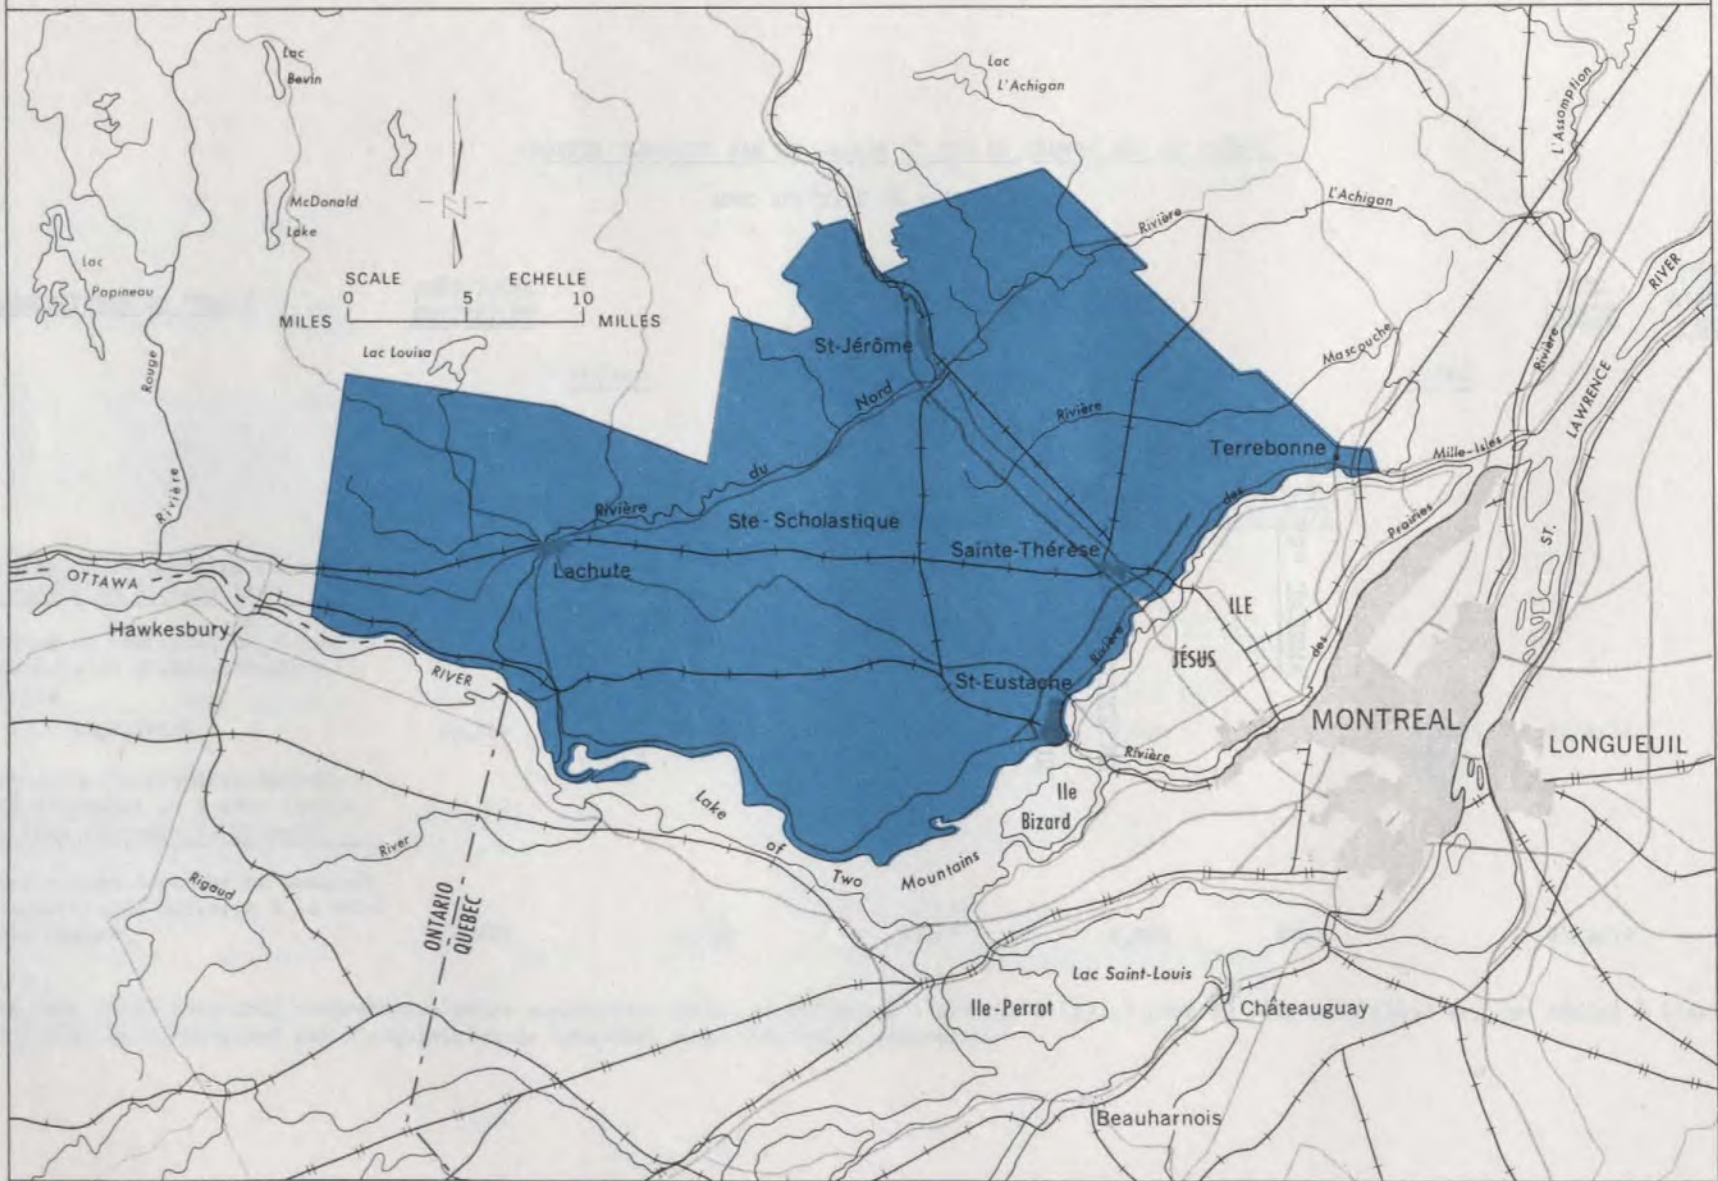 Lac
Bevin
Lac
L'Achigan
L'Assomption
McDonald
Lake
L'Achigan
Rivière
Lac
Papineau
SCALE ECHELLE
0 5 10
MILES MILLES
RIVER
Lac Louisa
St-Jérôme
Mascouche
Rivière
LAWRENCE
Rouge
Nord
Rivière
Terrebonne
Mille-Isles
du
des
Rivière
Rivière
Ste-Scholastique
Prairies
ST.
Sainte-Thérèse
Lachute
OTTAWA
ILE
Hawkesbury
Rivière
des
JÉSUS
RIVER
St-Eustache
MONTREAL
LONGUEUIL
Rivière
Lake
of
Two
Mountains
Ile
Bizard
River
Rigaud
ONTARIO
QUEBEC
Lac Saint-Louis
Ile-Perrot
Châteauguay
Beauharnois